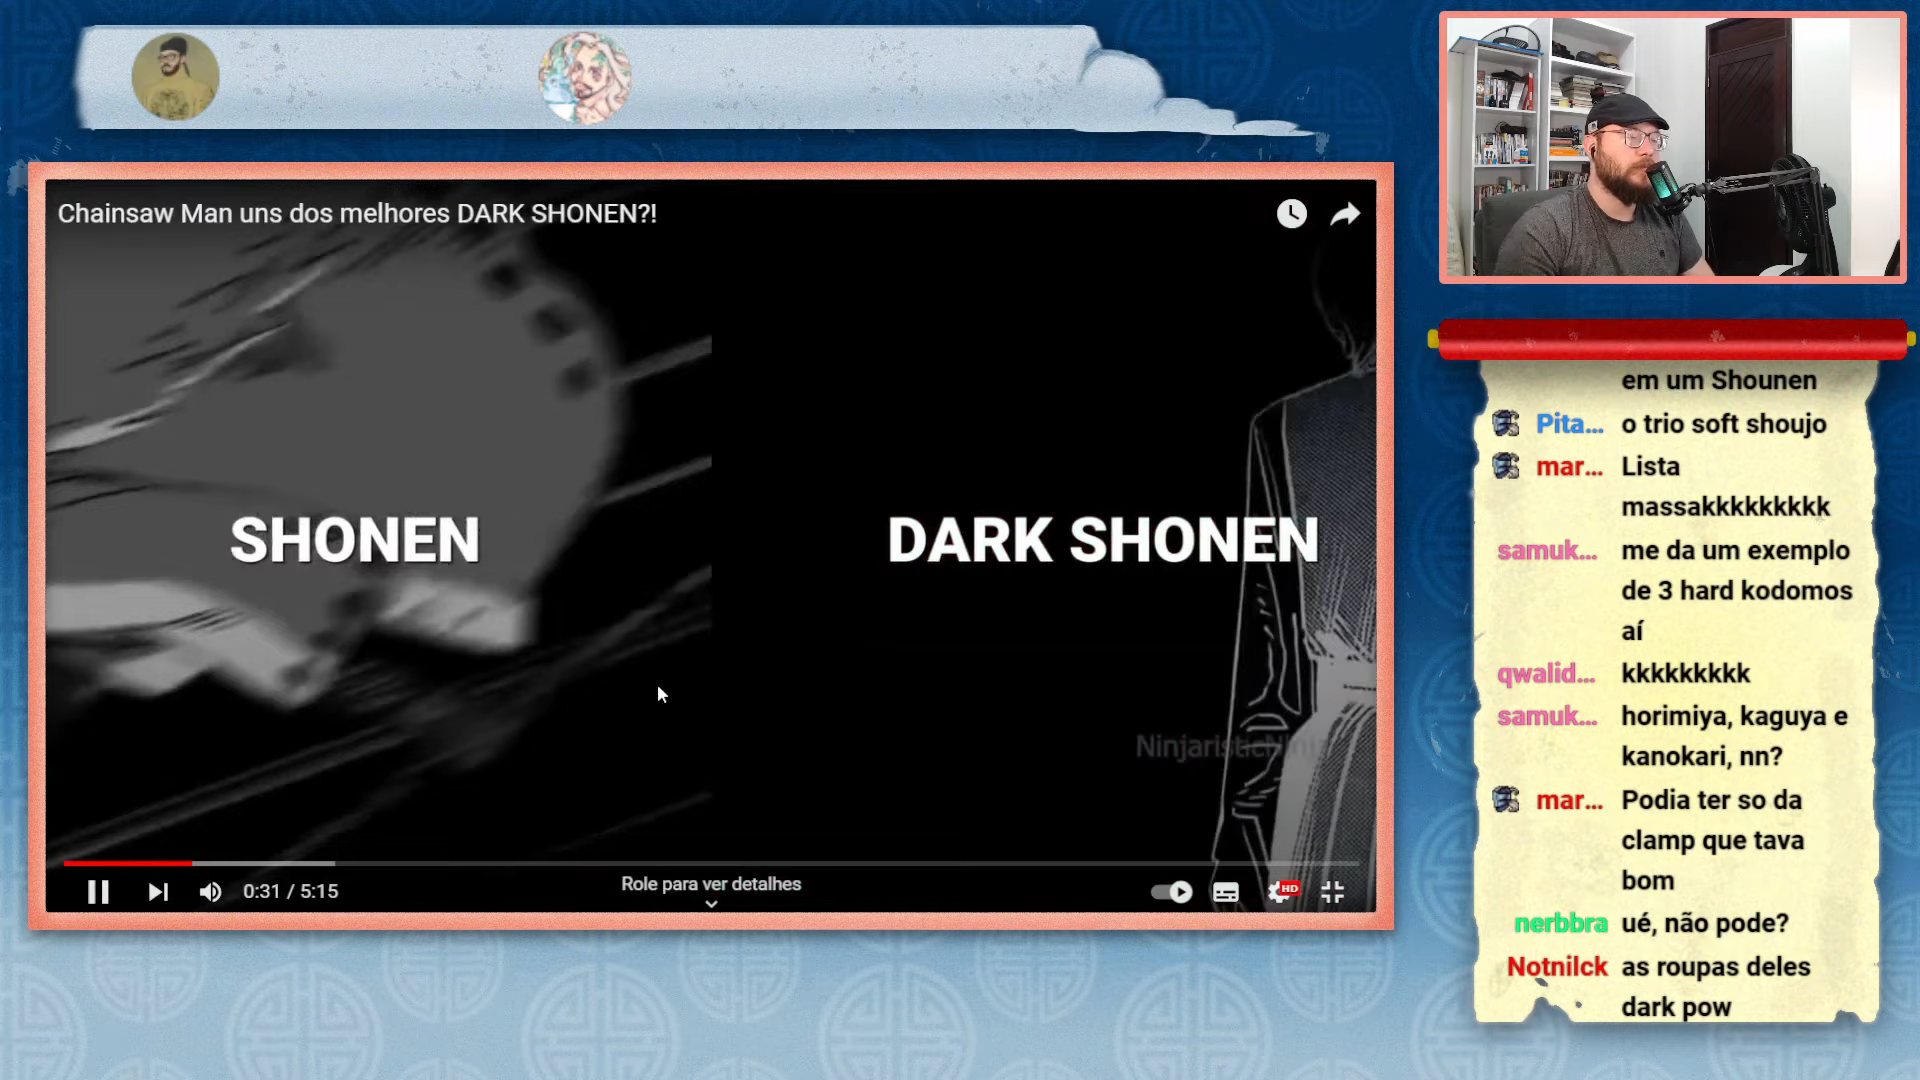 Chainsaw Man uns dos melhores DARK SHONEN?!
SHONEN
DARK SHONEN
0:31 / 5:15
Role para ver detalhes
HD
em um Shounen
Pita... o trio soft shoujo
mar... Lista
massakkkkkkkkk
samuk... me da um exemplo
de 3 hard kodomos
aí
qwalid... kkkkkkkkk
samuk... horimiya, kaguya e
kanokari, nn?
mar... Podia ter so da
clamp que tava
bom
nerbbra ué, não pode?
Notnilck as roupas deles
dark pow